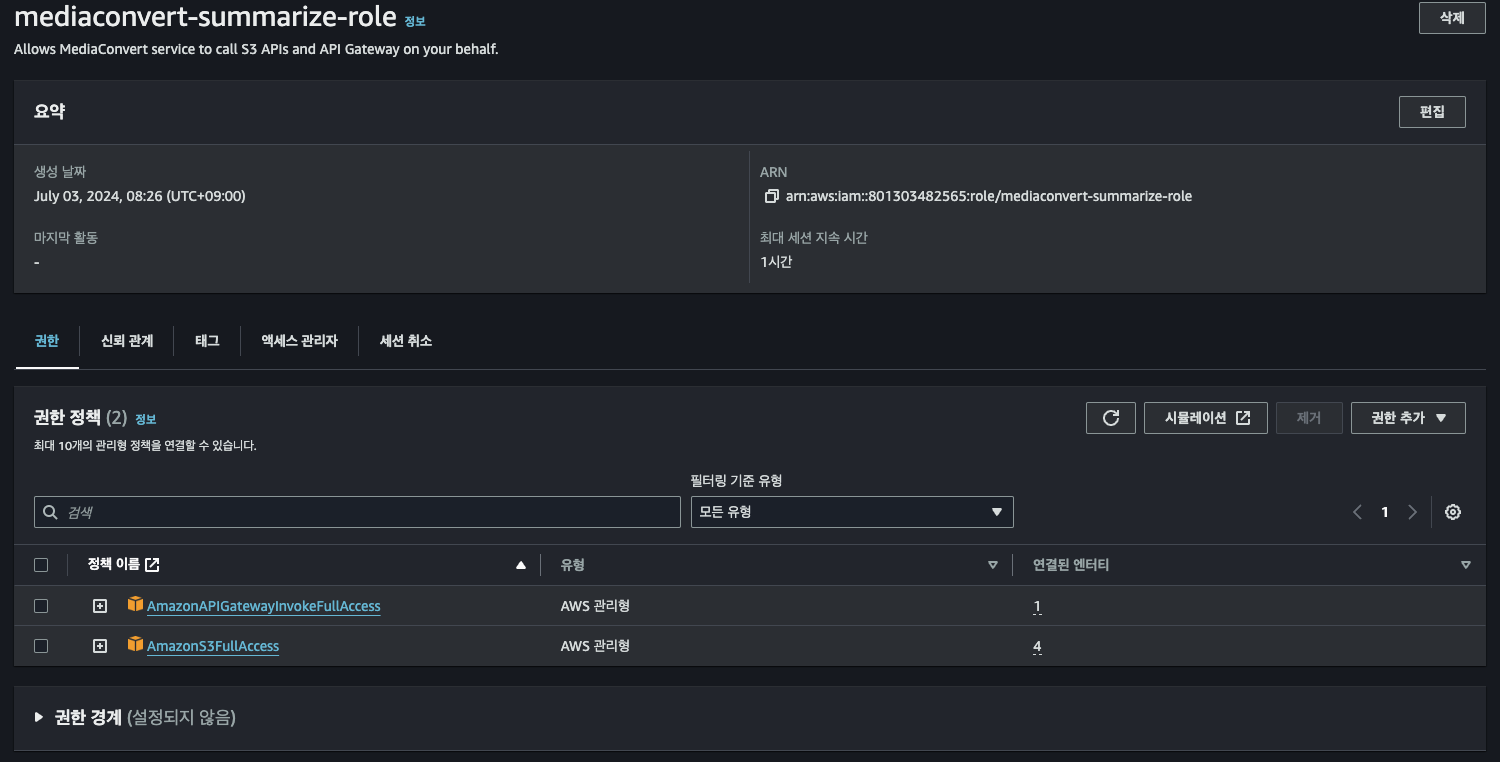 mediaconvert-summarize-role 정보
삭제
Allows MediaConvert service to call S3 APIs and API Gateway on your behalf.
요약
편집
생성 날짜
July 03, 2024, 08:26 (UTC+09:00)
ARN
arn:aws:iam::801303482565:role/mediaconvert-summarize-role
마지막 활동
-
최대 세션 지속 시간
1시간
권한 신뢰 관계 태그 액세스 관리자 세션 취소
권한 정책 (2) 정보
시뮬레이션 제거 권한 추가
최대 10개의 관리형 정책을 연결할 수 있습니다.
필터링 기준 유형
검색 모든 유형 1
정책 이름 유형 연결된 엔터티
AmazonAPIGatewayInvokeFullAccess AWS 관리형 1
AmazonS3FullAccess AWS 관리형 4
권한 경계 (설정되지 않음)